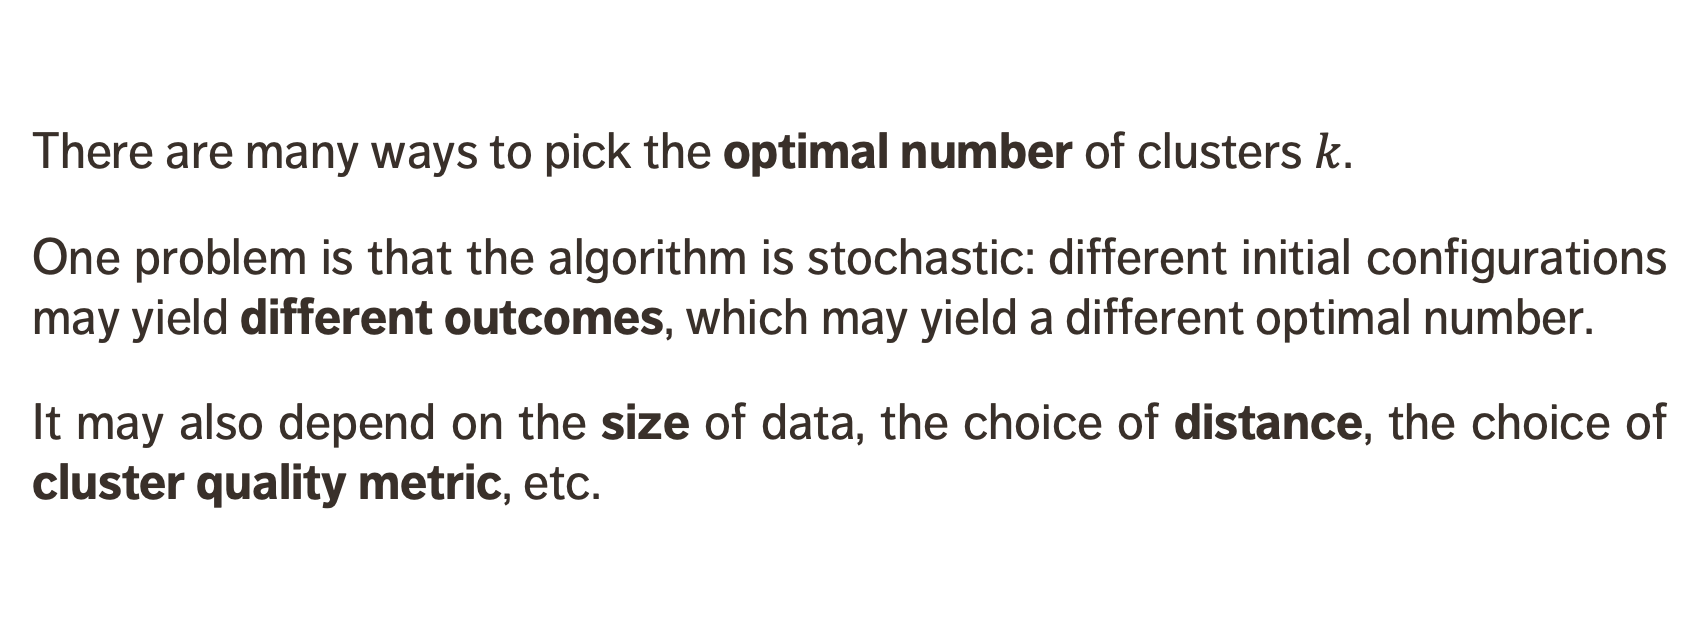 There are many ways to pick the optimal number of clusters k.
One problem is that the algorithm is stochastic: different initial configurations
may yield different outcomes, which may yield a different optimal number.
It may also depend on the size of data, the choice of distance, the choice of
cluster quality metric, etc.